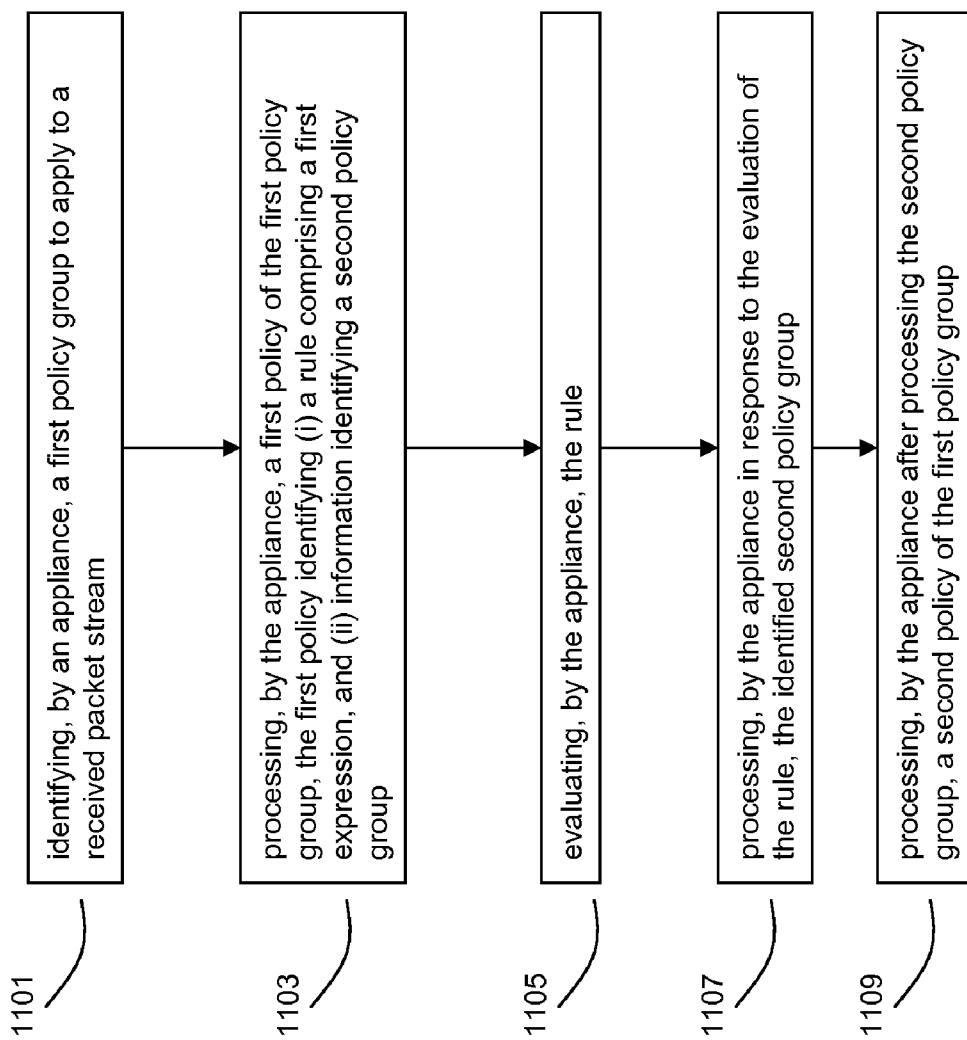 1101
identifying, by an appliance, a first policy group to apply to a
received packet stream
1103
processing, by the appliance, a first policy of the first policy
group, the first policy identifying (i) a rule comprising a first
expression, and (ii) information identifying a second policy
group
1105
evaluating, by the appliance, the rule
1107
processing, by the appliance in response to the evaluation of
the rule, the identified second policy group
1109
processing, by the appliance after processing the second policy
group, a second policy of the first policy group